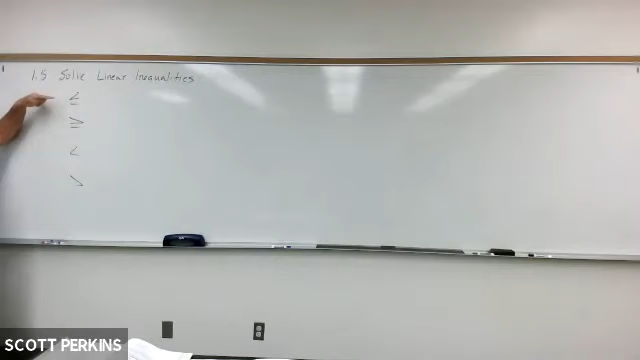 1.5 Solve Linear Inequalities
≤
≥
<
>
SCOTT PERKINS